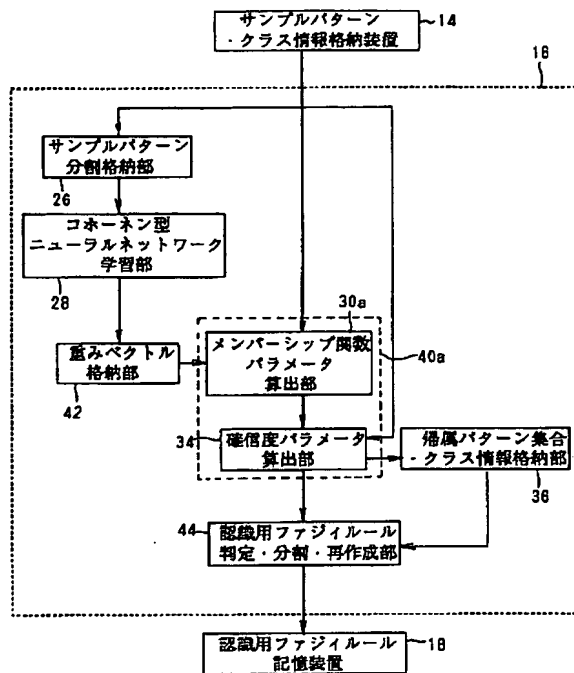 サンプルパターン
・クラス情報格納装置
14
16
サンプルパターン
分割格納部
26
コホーネン型
ニューラルネットワーク
学習部
28
30a
メンバーシップ関数
パラメータ
算出部
40a
重みベクトル
格納部
42
34
確信度パラメータ
算出部
帰属パターン集合
・クラス情報格納部
36
44
認識用ファジイルール
判定・分割・再作成部
認識用ファジイルール
記憶装置
18